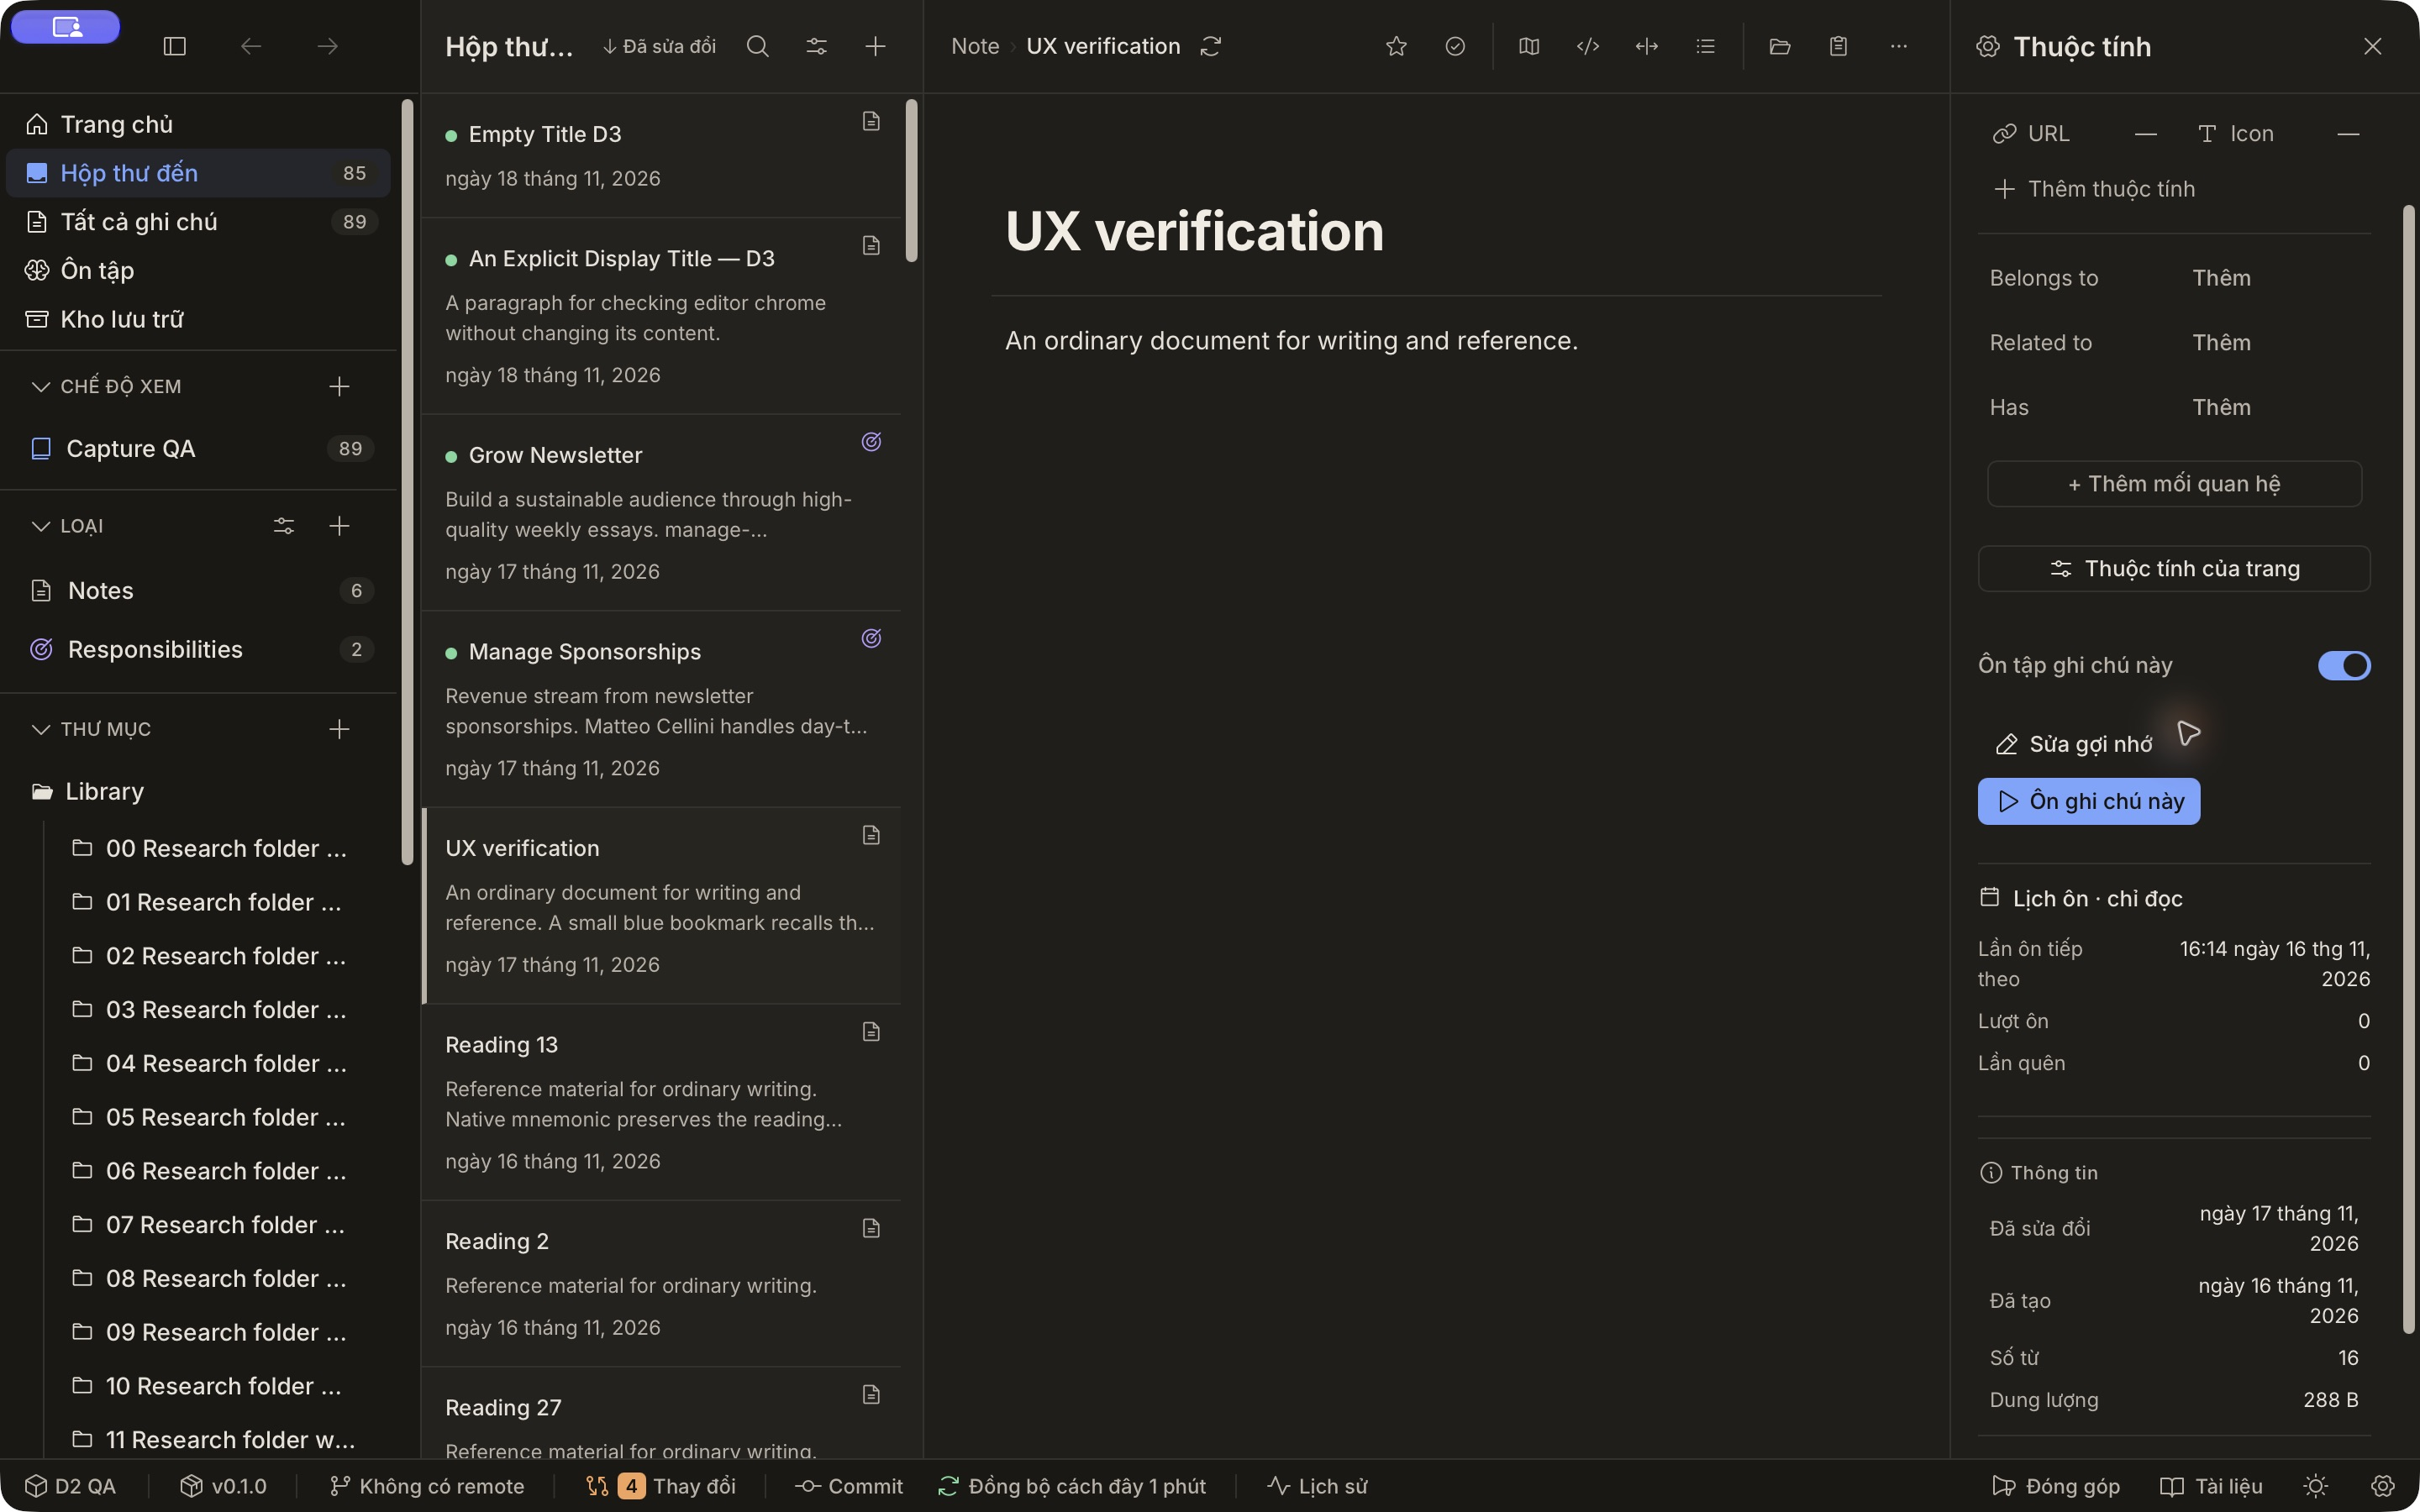 Trang chủ
Hộp thư đến 85
Tất cả ghi chú 89
Ôn tập
Kho lưu trữ
CHẾ ĐỘ XEM
Capture QA 89
LOẠI
Notes 6
Responsibilities 2
THƯ MỤC
Library
00 Research folder ...
01 Research folder ...
02 Research folder ...
03 Research folder ...
04 Research folder ...
05 Research folder ...
06 Research folder ...
07 Research folder ...
08 Research folder ...
09 Research folder ...
10 Research folder ...
11 Research folder w...
Hộp thư... Đã sửa đổi
Empty Title D3
ngày 18 tháng 11, 2026
An Explicit Display Title — D3
A paragraph for checking editor chrome
without changing its content.
ngày 18 tháng 11, 2026
Grow Newsletter
Build a sustainable audience through high-
quality weekly essays. manage-...
ngày 17 tháng 11, 2026
Manage Sponsorships
Revenue stream from newsletter
sponsorships. Matteo Cellini handles day-t...
ngày 17 tháng 11, 2026
UX verification
An ordinary document for writing and
reference. A small blue bookmark recalls th...
ngày 17 tháng 11, 2026
Reading 13
Reference material for ordinary writing.
Native mnemonic preserves the reading...
ngày 16 tháng 11, 2026
Reading 2
Reference material for ordinary writing.
ngày 16 tháng 11, 2026
Reading 27
Reference material for ordinary writing.
Note › UX verification
UX verification
An ordinary document for writing and reference.
Thuộc tính
URL — Icon —
Thêm thuộc tính
Belongs to Thêm
Related to Thêm
Has Thêm
+ Thêm mối quan hệ
Thuộc tính của trang
Ôn tập ghi chú này
Sửa gợi nhớ
Ôn ghi chú này
Lịch ôn · chỉ đọc
Lần ôn tiếp theo 16:14 ngày 16 thg 11, 2026
Lượt ôn 0
Lần quên 0
Thông tin
Đã sửa đổi ngày 17 tháng 11, 2026
Đã tạo ngày 16 tháng 11, 2026
Số từ 16
Dung lượng 288 B
D2 QA v0.1.0 Không có remote 4 Thay đổi Commit Đồng bộ cách đây 1 phút Lịch sử Đóng góp Tài liệu